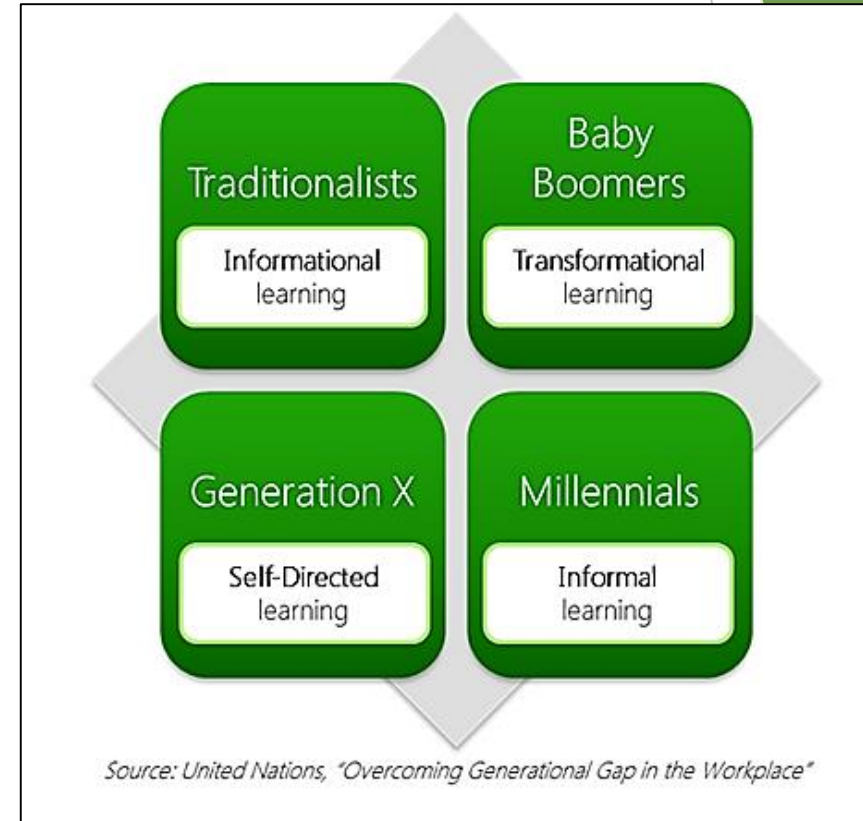 Traditionalists
Informational
learning
Baby
Boomers
Transformational
learning
Generation X
Self-Directed
learning
Millennials
Informal
learning
Source: United Nations, "Overcoming Generational Gap in the Workplace"